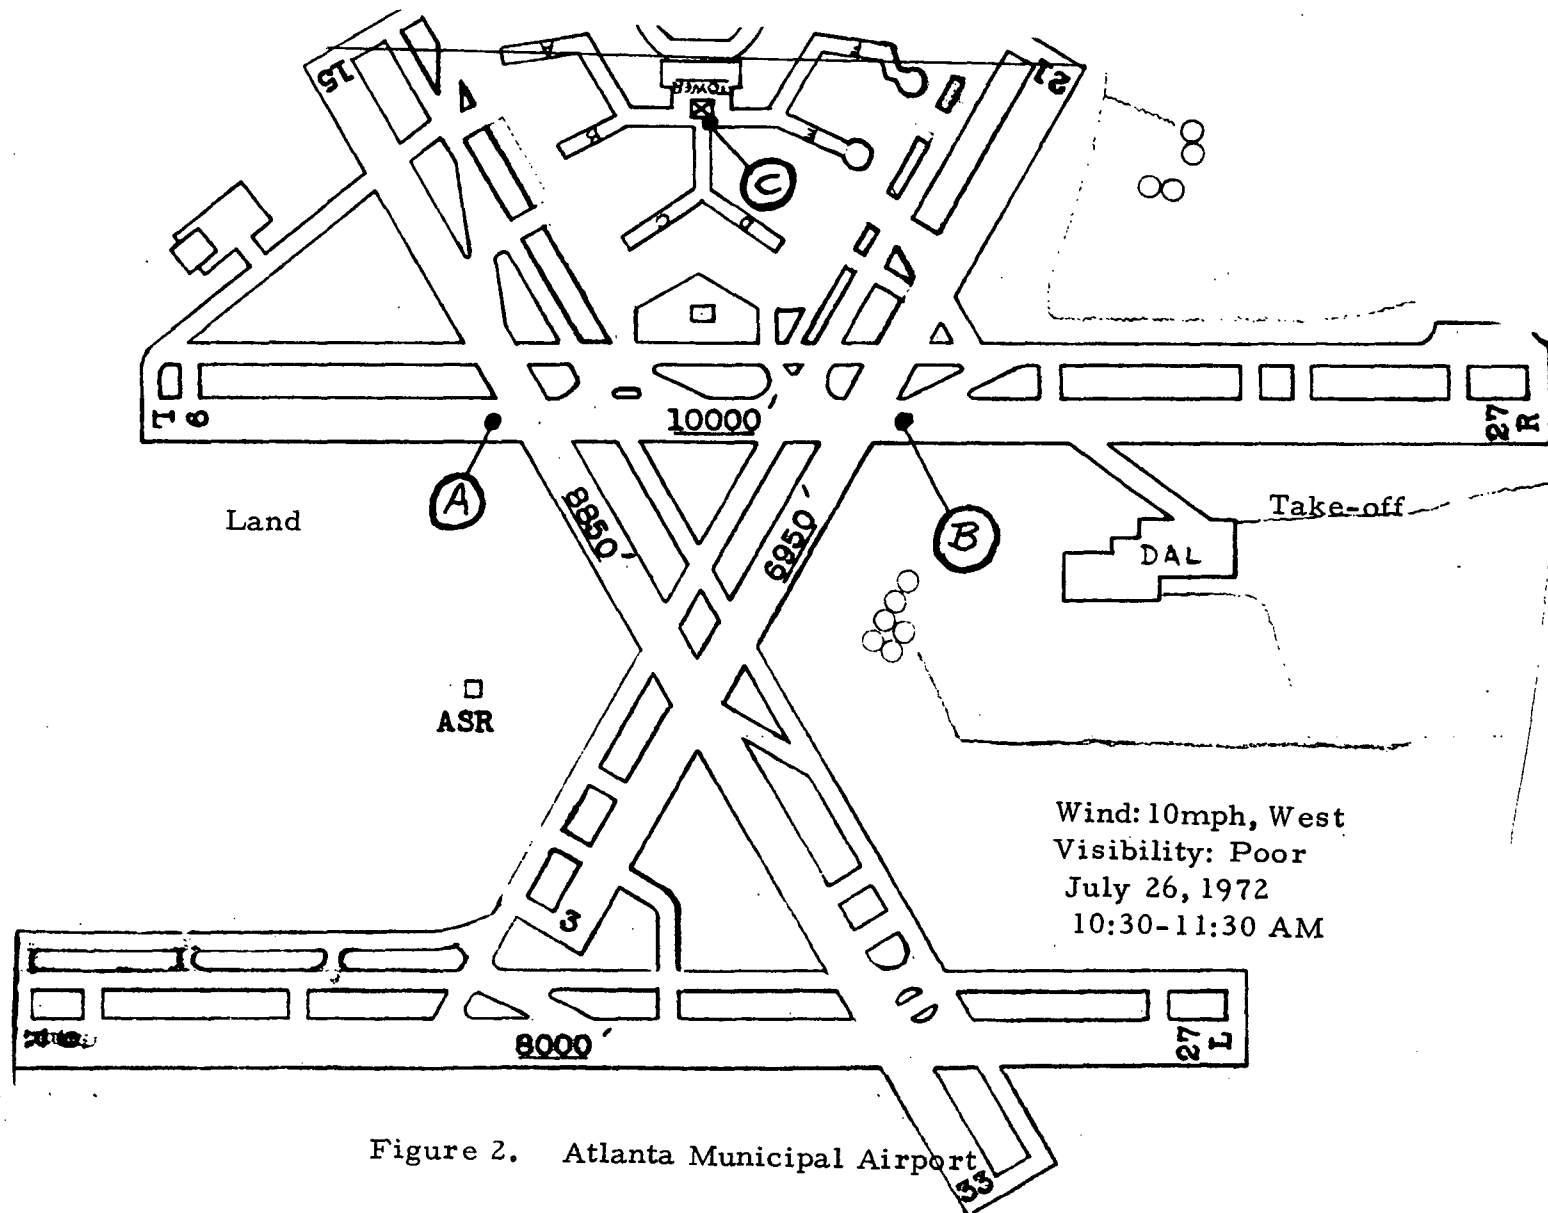 15
A
E
21
TOWER
B
F
C
C
D
L
9
10000'
27
R
A
B
Land
8850'
6950'
Take-off
DAL
ASR
Wind: 10mph, West
Visibility: Poor
July 26, 1972
10:30-11:30 AM
3
8000'
27
L
33
Figure 2. Atlanta Municipal Airport